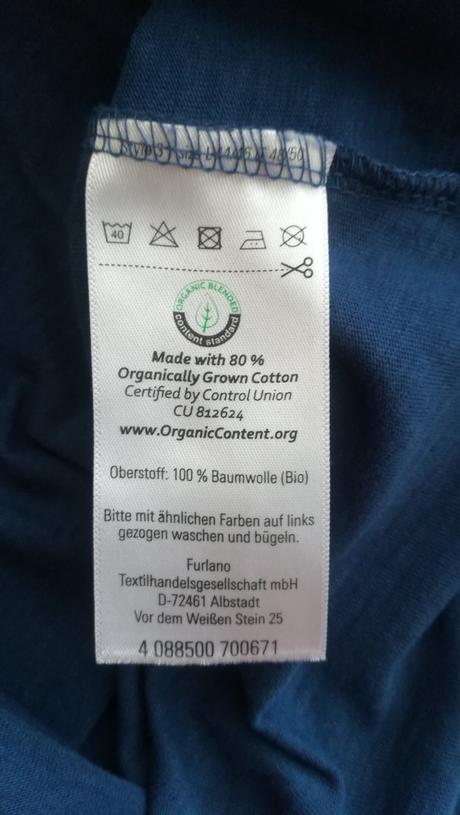 40
ORGANIC BLENDED
content standard
Made with 80 %
Organically Grown Cotton
Certified by Control Union
CU 812624
www.OrganicContent.org
Oberstoff: 100 % Baumwolle (Bio)
Bitte mit ähnlichen Farben auf links
gezogen waschen und bügeln.
Furlano
Textilhandelsgesellschaft mbH
D-72461 Albstadt
Vor dem Weißen Stein 25
4 088500 700671